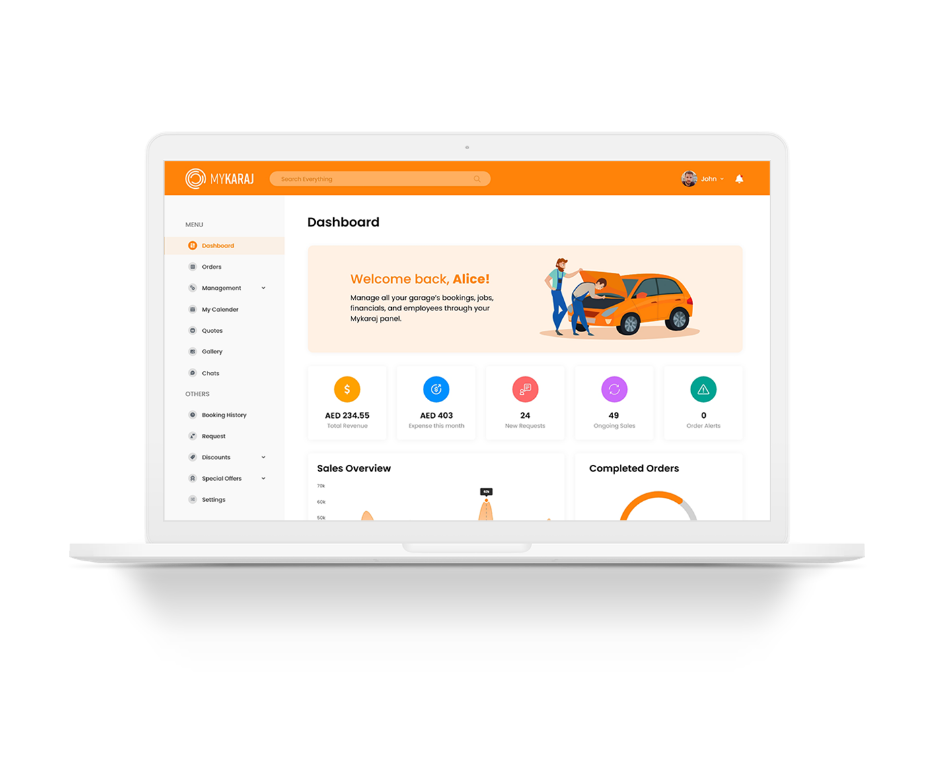 MYKARAJ
Search Everything
John
MENU
Dashboard
Orders
Management
My Calender
Quotes
Gallery
Chats
OTHERS
Booking History
Request
Discounts
Special Offers
Settings
Dashboard
Welcome back, Alice!
Manage all your garage's bookings, jobs,
financials, and employees through your
Mykaraj panel.
AED 234.55
Total Revenue
AED 403
Expense this month
24
New Requests
49
Ongoing Sales
0
Order Alerts
Sales Overview
70k
60k
50k
Completed Orders